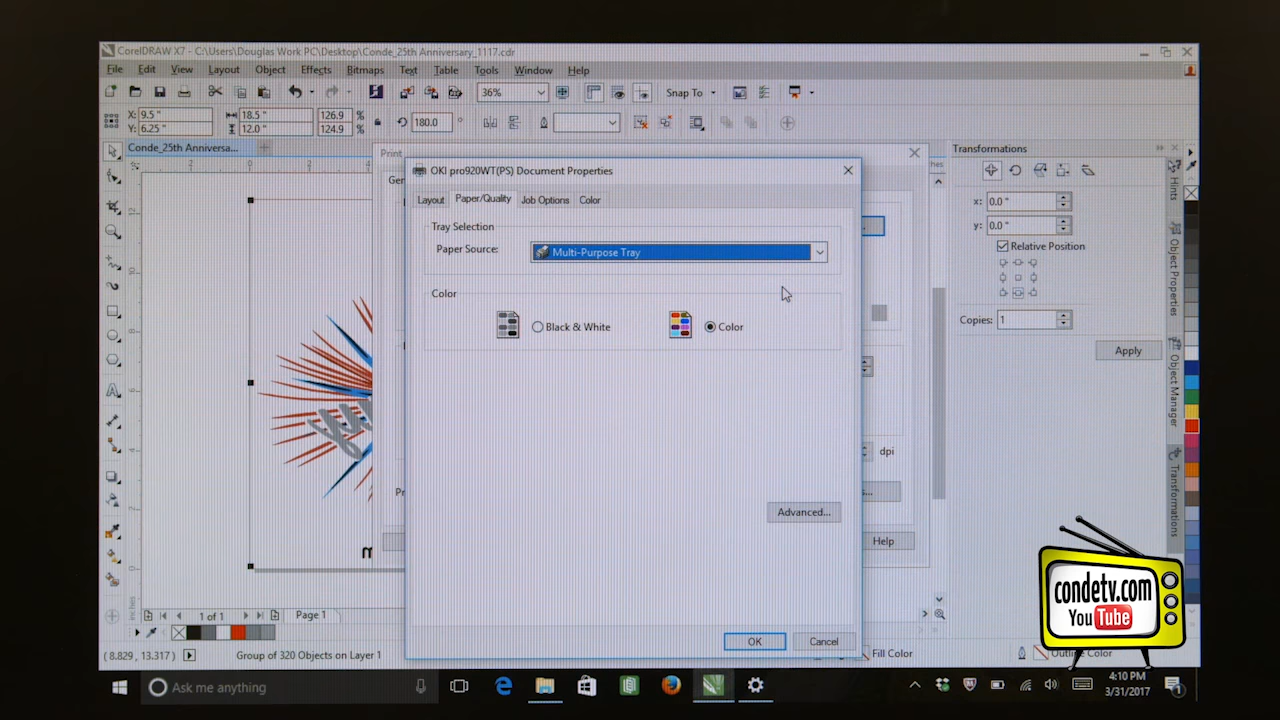 CorelDRAW X7 - C:\Users\Douglas Work PC\Desktop\Conde_25th Anniversary_1117.cdr
File Edit View Layout Object Effects Bitmaps Text Table Tools Window Help
36% Snap To
X: 9.5 " 18.5 " 126.9 %
Y: 6.25 " 12.0 " 124.9 % 180.0 °
Conde_25th Anniversa...
Print
Transformations
OKI pro920WT(PS) Document Properties
Layout Paper/Quality Job Options Color
Tray Selection
Paper Source: Multi-Purpose Tray
Color
Black & White Color
Advanced...
OK Cancel
dpi
Help
x: 0.0 "
y: 0.0 "
Relative Position
Copies: 1
Apply
Hints
Object Properties
Object Manager
Transformations
inches
1 of 1 Page 1
( 8.829, 13.317 ) Group of 320 Objects on Layer 1 Fill Color Outline Color
condetv.com
YouTube
Ask me anything
4:10 PM
3/31/2017
1